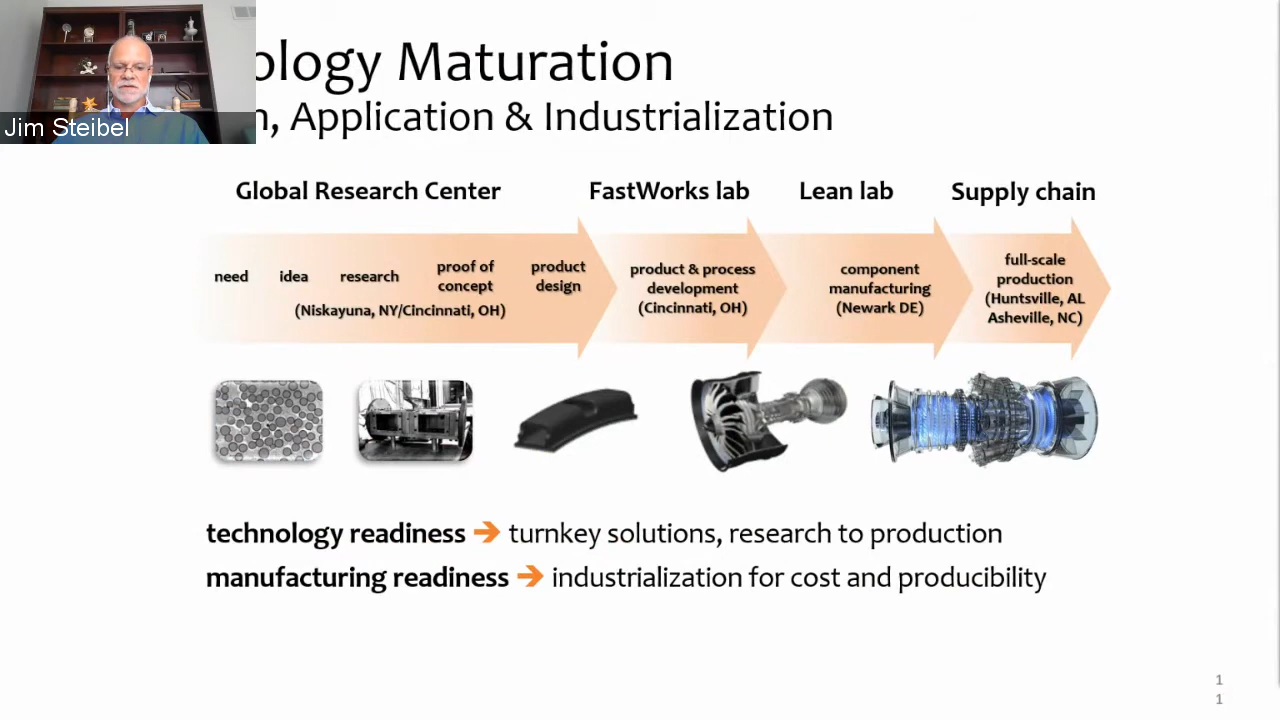 ology Maturation
n, Application & Industrialization
Jim Steibel
Global Research Center
FastWorks lab
Lean lab
Supply chain
need
idea
research
proof of
concept
product
design
(Niskayuna, NY/Cincinnati, OH)
product & process
development
(Cincinnati, OH)
component
manufacturing
(Newark DE)
full-scale
production
(Huntsville, AL
Asheville, NC)
technology readiness ➔ turnkey solutions, research to production
manufacturing readiness ➔ industrialization for cost and producibility
1
1